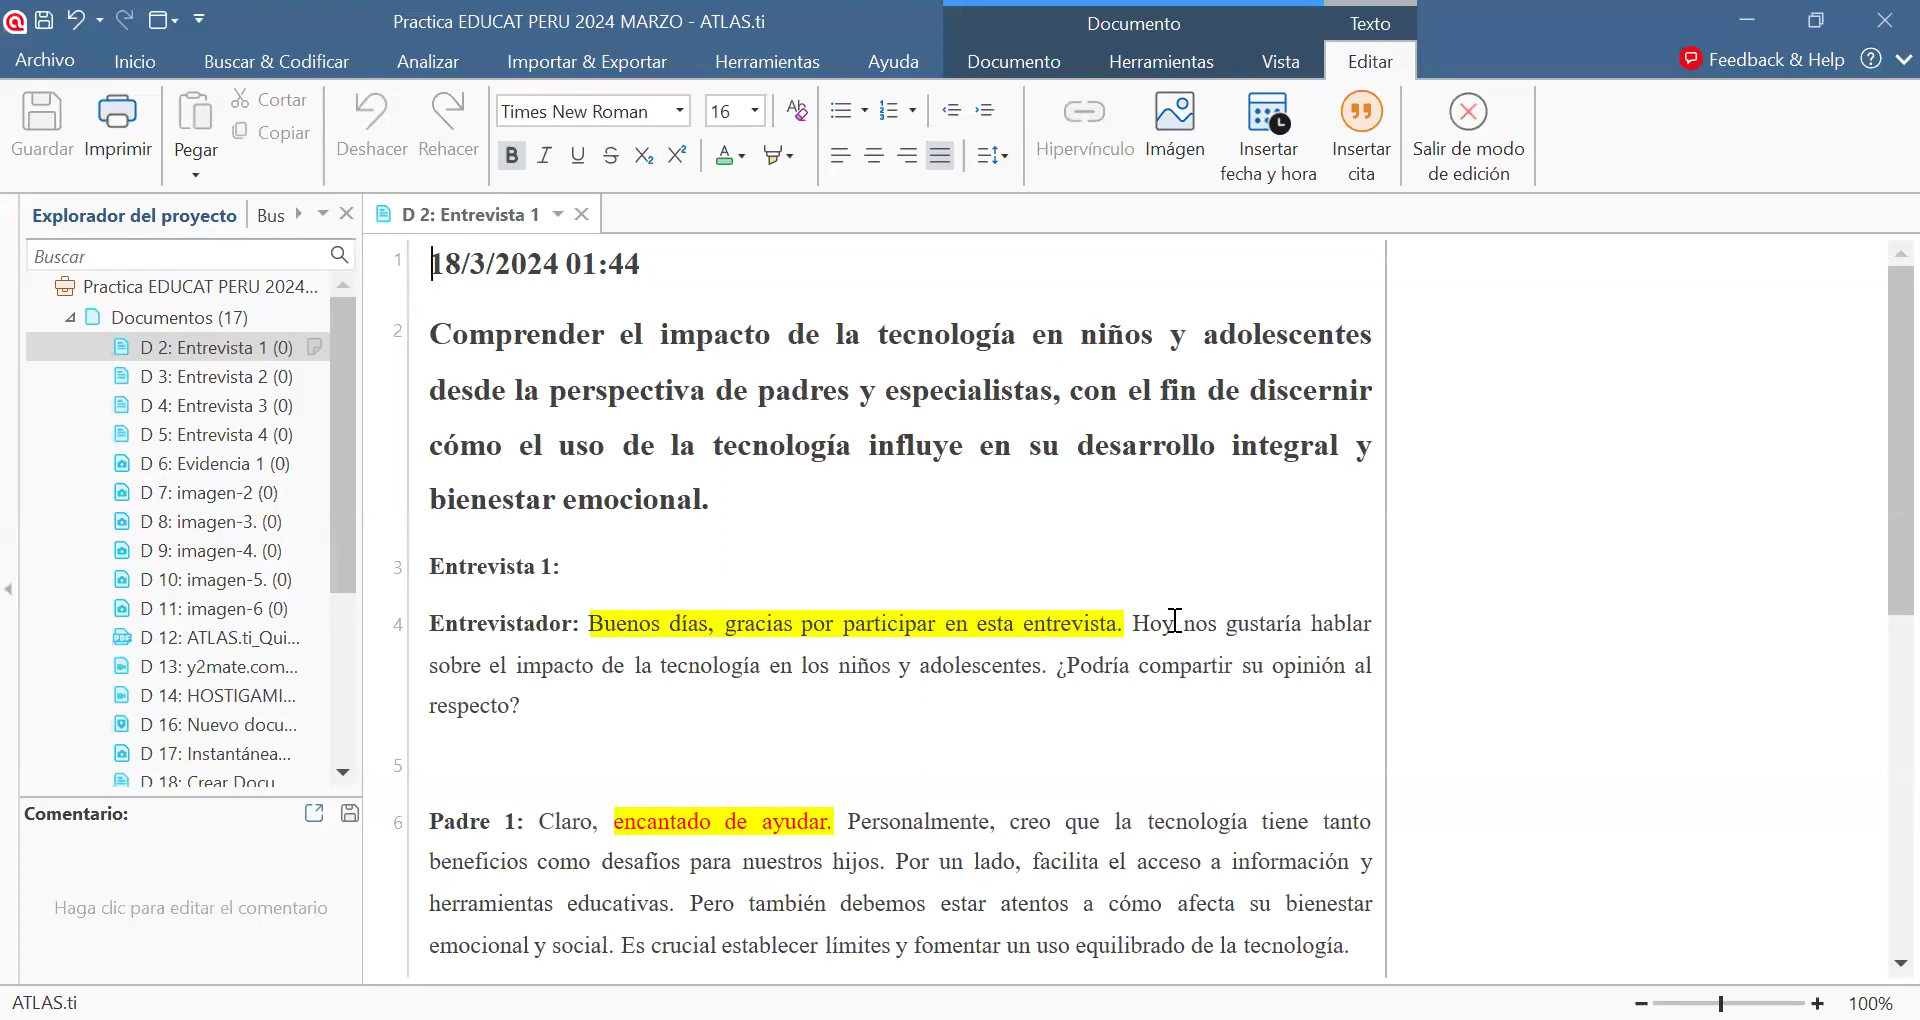 Practica EDUCAT PERU 2024 MARZO - ATLAS.ti
Documento
Texto
Archivo
Inicio
Buscar & Codificar
Analizar
Importar & Exportar
Herramientas
Ayuda
Documento
Herramientas
Vista
Editar
Feedback & Help
Guardar
Imprimir
Pegar
Cortar
Copiar
Deshacer
Rehacer
Times New Roman
16
Hipervínculo
Imágen
Insertar
fecha y hora
Insertar
cita
Salir de modo
de edición
Explorador del proyecto
Bus
D 2: Entrevista 1
Buscar
Practica EDUCAT PERU 2024...
Documentos (17)
D 2: Entrevista 1 (0)
D 3: Entrevista 2 (0)
D 4: Entrevista 3 (0)
D 5: Entrevista 4 (0)
D 6: Evidencia 1 (0)
D 7: imagen-2 (0)
D 8: imagen-3. (0)
D 9: imagen-4. (0)
D 10: imagen-5. (0)
D 11: imagen-6 (0)
D 12: ATLAS.ti_Qui...
D 13: y2mate.com...
D 14: HOSTIGAMI...
D 16: Nuevo docu...
D 17: Instantánea...
D 18: Crear Docu
Comentario:
Haga clic para editar el comentario
1 18/3/2024 01:44
2 Comprender el impacto de la tecnología en niños y adolescentes
desde la perspectiva de padres y especialistas, con el fin de discernir
cómo el uso de la tecnología influye en su desarrollo integral y
bienestar emocional.
3 Entrevista 1:
4 Entrevistador: Buenos días, gracias por participar en esta entrevista. Hoy nos gustaría hablar
sobre el impacto de la tecnología en los niños y adolescentes. ¿Podría compartir su opinión al
respecto?
5
6 Padre 1: Claro, encantado de ayudar. Personalmente, creo que la tecnología tiene tanto
beneficios como desafíos para nuestros hijos. Por un lado, facilita el acceso a información y
herramientas educativas. Pero también debemos estar atentos a cómo afecta su bienestar
emocional y social. Es crucial establecer límites y fomentar un uso equilibrado de la tecnología.
ATLAS.ti
100%